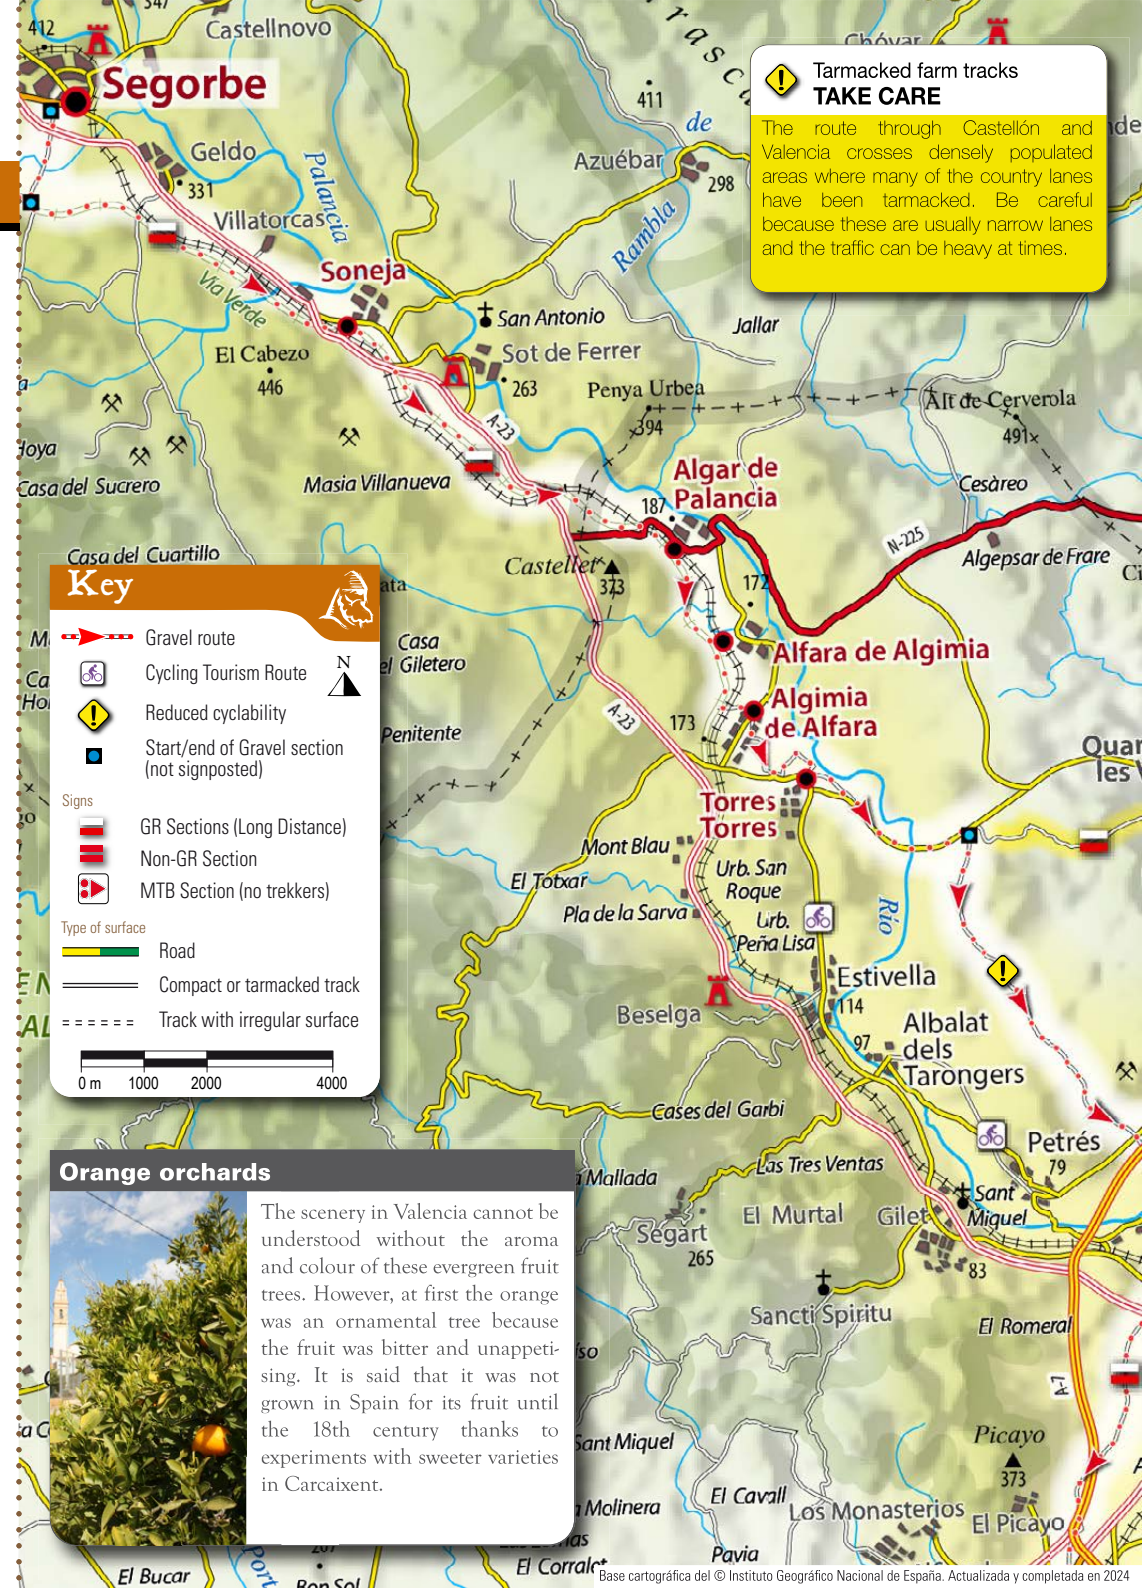 412
347
Castellnovo
Segorbe
Geldo
331
Palancia
Villatorcas
Soneja
Vía Verde
El Cabezo
446
San Antonio
Sot de Ferrer
263
Azuébar
298
411
de
Rambla
Chóvar
Jallar
Penya Urbea
394
Alt de Cerverola
491
A-23
Masia Villanueva
Casa del Sucrero
Casa del Cuartillo
Algar de
Palancia
187
Cesàreo
N-225
Algepsar de Frare
Castellet
373
172
Alfara de Algimia
Algimia
de Alfara
A-23
173
Casa
Giletero
Penitente
Torres
Torres
Mont Blau
El Totxar
Pla de la Sarva
Urb. San
Roque
Urb.
Peña Lisa
Río
Estivella
114
Beselga
97
Albalat
dels
Tarongers
Cases del Garbi
Petrés
79
Las Tres Ventas
Mallada
Segart
265
El Murtal
Gilet
Sant
Miquel
83
Sancti Spiritu
El Romeral
A-7
Picayo
373
Sant Miquel
Molinera
El Cavall
Los Monasterios
El Picayo
Pavia
El Corralet
El Bucar
Bon Sol
Tarmacked farm tracks
TAKE CARE
The route through Castellón and
Valencia crosses densely populated
areas where many of the country lanes
have been tarmacked. Be careful
because these are usually narrow lanes
and the traffic can be heavy at times.
Key
Gravel route
N
Cycling Tourism Route
Reduced cyclability
Start/end of Gravel section
(not signposted)
Signs
GR Sections (Long Distance)
Non-GR Section
MTB Section (no trekkers)
Type of surface
Road
Compact or tarmacked track
Track with irregular surface
0 m 1000 2000 4000
Orange orchards
The scenery in Valencia cannot be
understood without the aroma
and colour of these evergreen fruit
trees. However, at first the orange
was an ornamental tree because
the fruit was bitter and unappeti-
sing. It is said that it was not
grown in Spain for its fruit until
the 18th century thanks to
experiments with sweeter varieties
in Carcaixent.
Base cartográfica del © Instituto Geográfico Nacional de España. Actualizada y completada en 2024